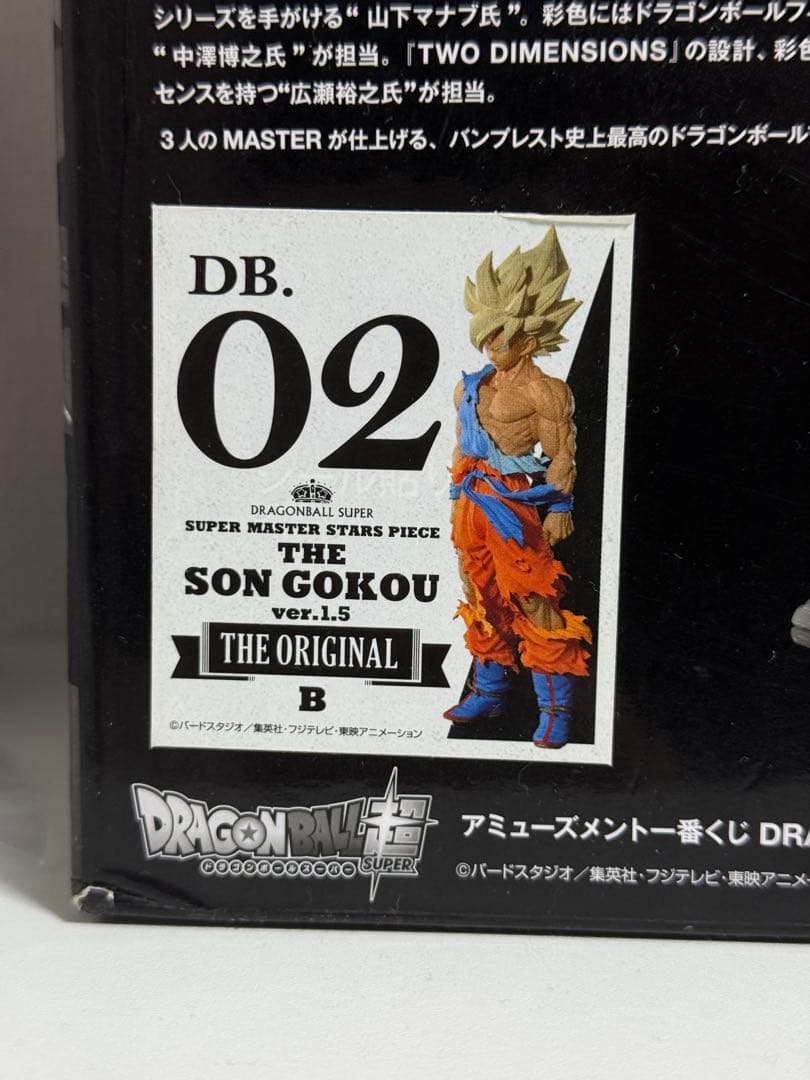 シリーズを手がける“山下マナブ氏”。彩色にはドラゴンボールフ
“中澤博之氏”が担当。『TWO DIMENSIONS』の設計、彩色
センスを持つ“広瀬裕之氏”が担当。
3人のMASTERが仕上げる、バンプレスト史上最高のドラゴンボール
DB.
02
DRAGONBALL SUPER
SUPER MASTER STARS PIECE
THE
SON GOKOU
ver.1.5
THE ORIGINAL
B
©バードスタジオ/集英社・フジテレビ・東映アニメーション
DRAGON BALL超
ドラゴンボールスーパー
SUPER
アミューズメント一番くじ DRA
©バードスタジオ/集英社・フジテレビ・東映アニメ